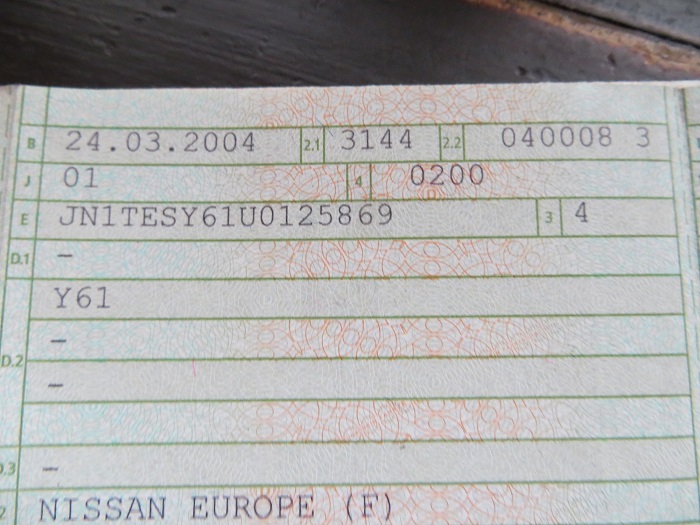 B 24.03.2004 2.1 3144 2.2 040008 3
J 01 4 0200
E JN1TESY61U0125869 3 4
D.1 –
Y61
–
D.2
–
D.3 –
2 NISSAN EUROPE (F)